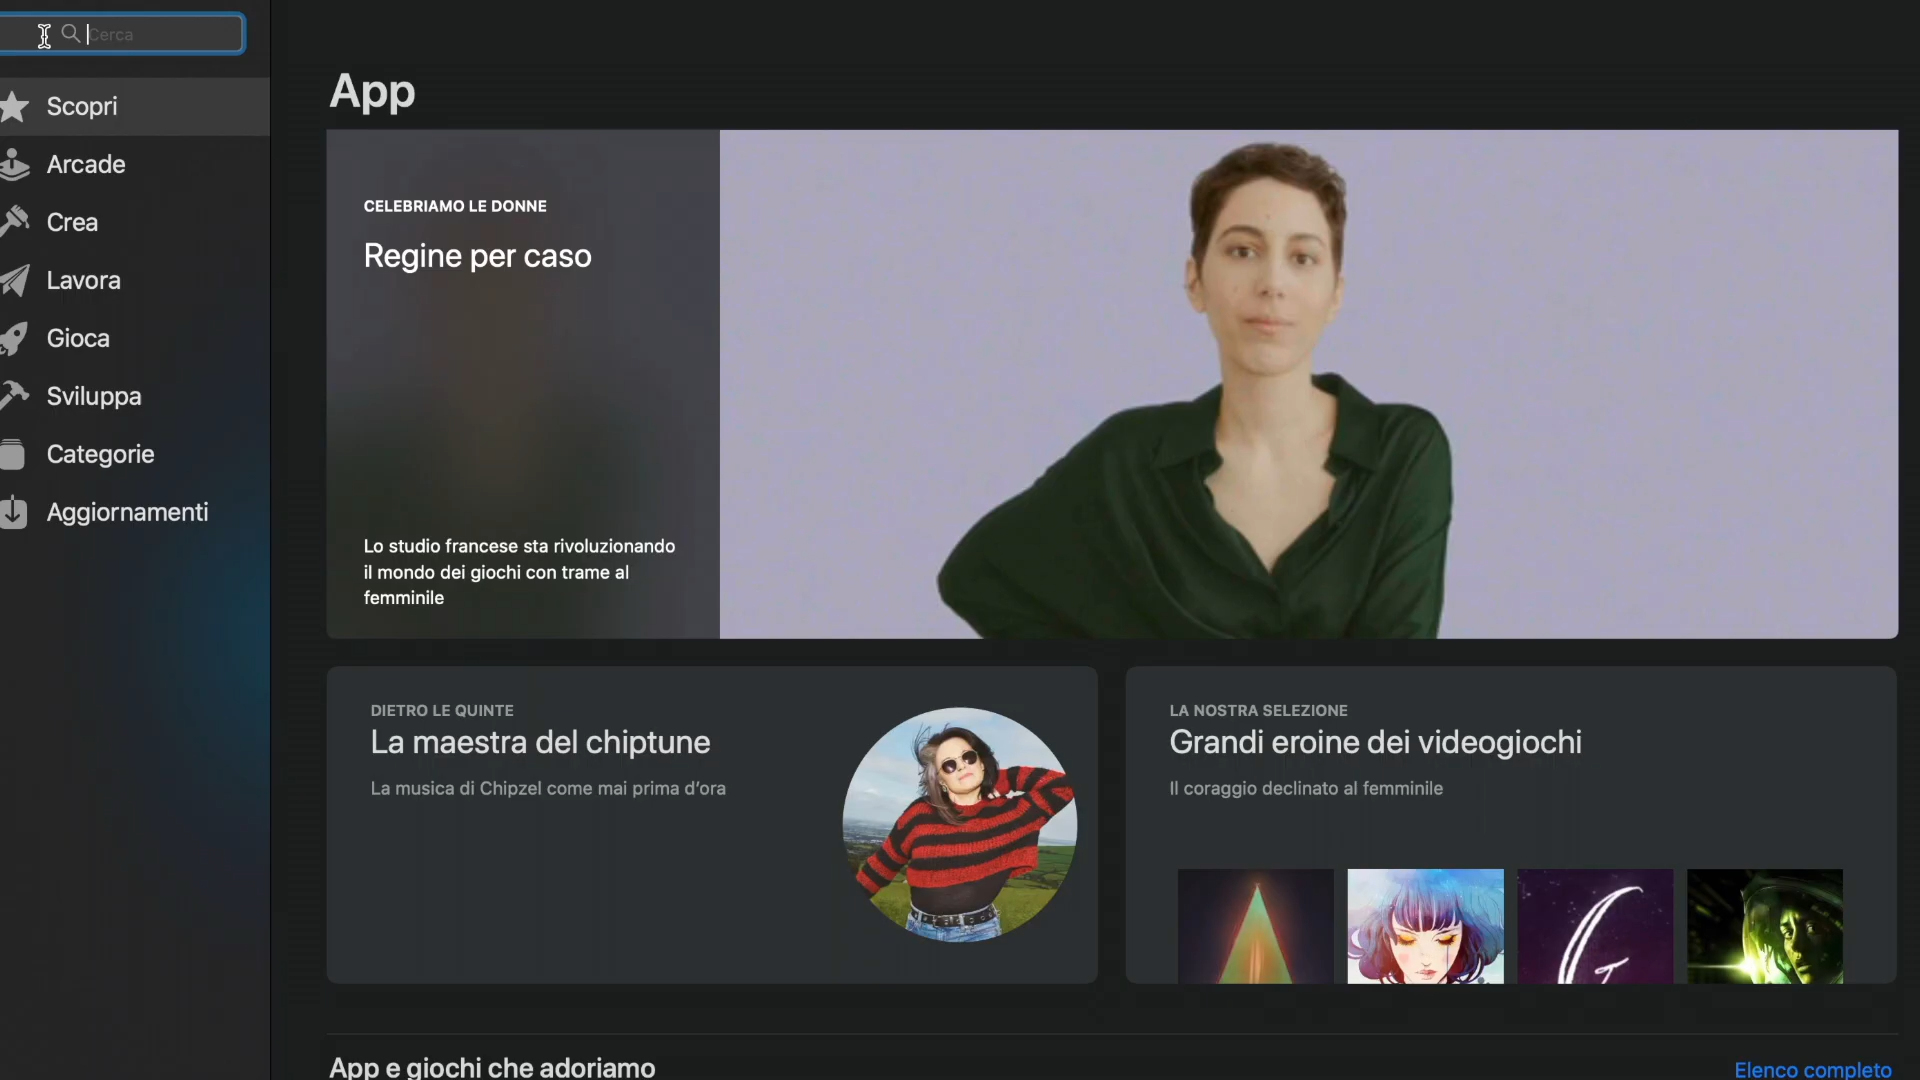 Cerca
Scopri
Arcade
Crea
Lavora
Gioca
Sviluppa
Categorie
Aggiornamenti
App
CELEBRIAMO LE DONNE
Regine per caso
Lo studio francese sta rivoluzionando
il mondo dei giochi con trame al
femminile
DIETRO LE QUINTE
La maestra del chiptune
La musica di Chipzel come mai prima d’ora
LA NOSTRA SELEZIONE
Grandi eroine dei videogiochi
Il coraggio declinato al femminile
App e giochi che adoriamo
Elenco completo